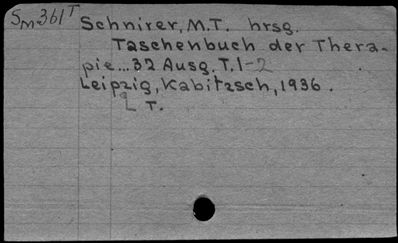 SM361T Schnirer, M.T. hrsg.
Taschenbuch der Thera-
pie...32 Ausg. T.1-2
Leipzig, Kabitzsch, 1936.
T.